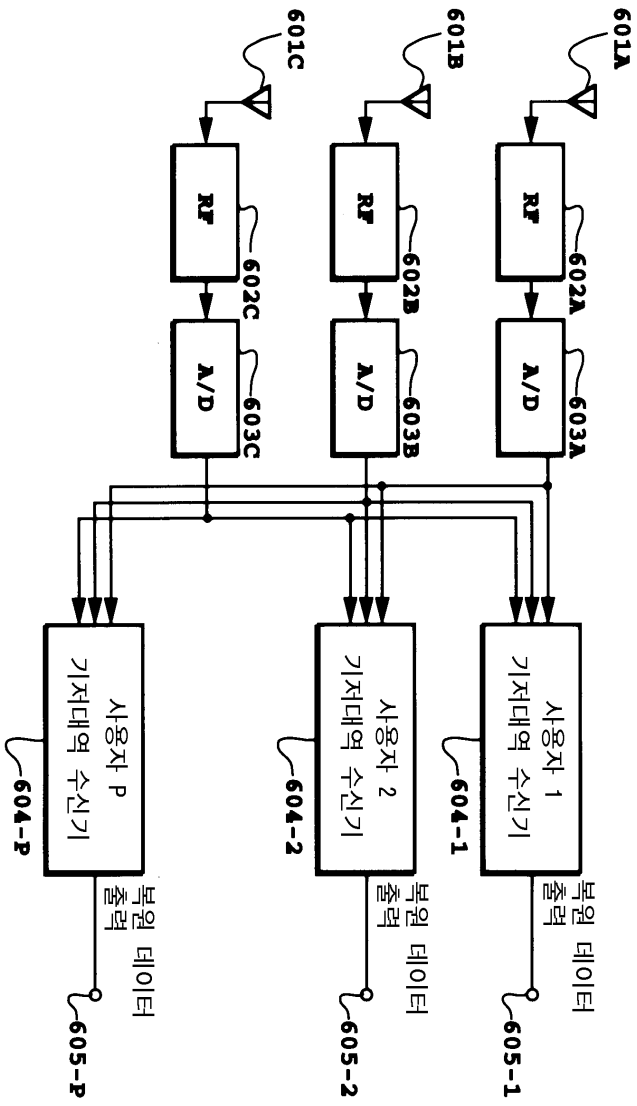 601A
602A
603A
RF
A/D
사용자 1
기저대역 수신기
604-1
복원 데이터
출력
605-1
601B
602B
603B
RF
A/D
사용자 2
기저대역 수신기
604-2
복원 데이터
출력
605-2
601C
602C
603C
RF
A/D
사용자 P
기저대역 수신기
604-P
복원 데이터
출력
605-P